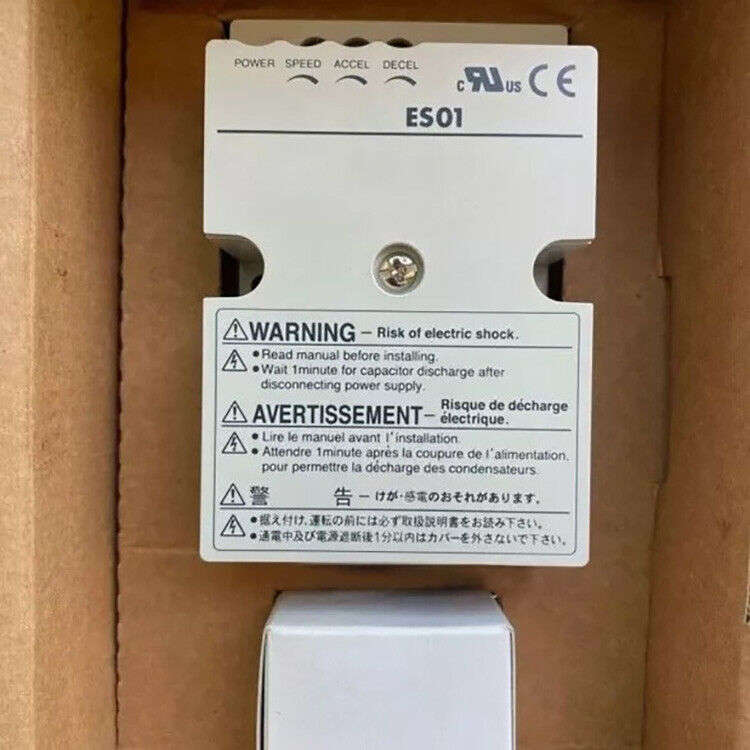 POWER SPEED ACCEL DECEL
c RU US CE
ES01
WARNING – Risk of electric shock.
• Read manual before installing.
• Wait 1minute for capacitor discharge after
disconnecting power supply.
AVERTISSEMENT – Risque de décharge
électrique.
• Lire le manuel avant l'installation.
• Attendre 1minute après la coupure de l'alimentation.
pour permettre la décharge des condensateurs.
警 告 – けが・感電のおそれがあります.
•据え付け, 運転の前には必ず取扱説明書をお読み下さい.
• 通電中及び電源遮断後1分以内はカバーを外さないで下さい.